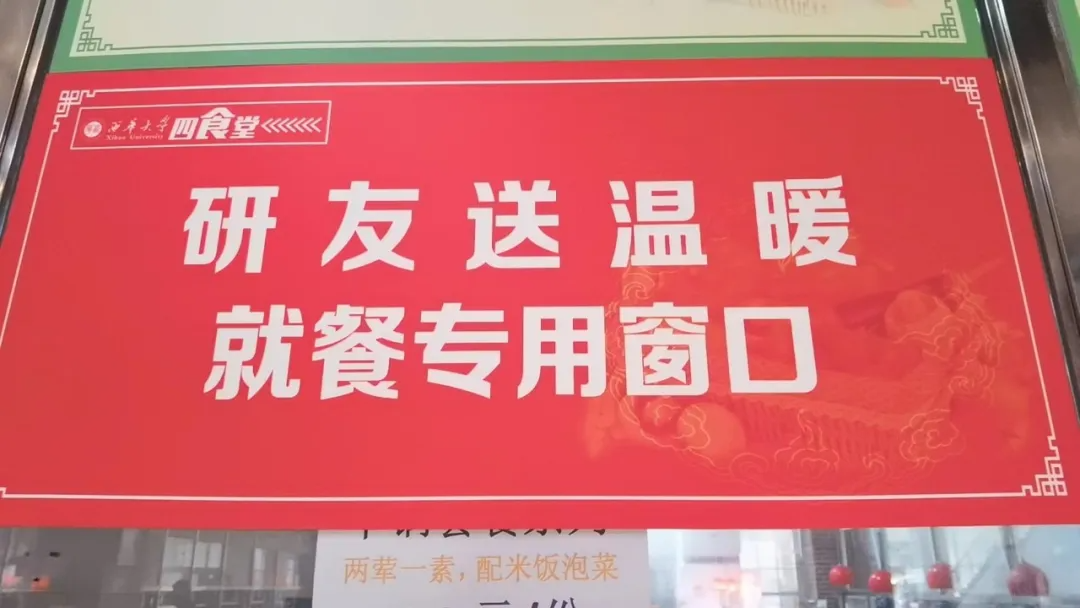 西华大学 四食堂
Xihua University
研友送温暖
就餐专用窗口
两荤一素，配米饭泡菜